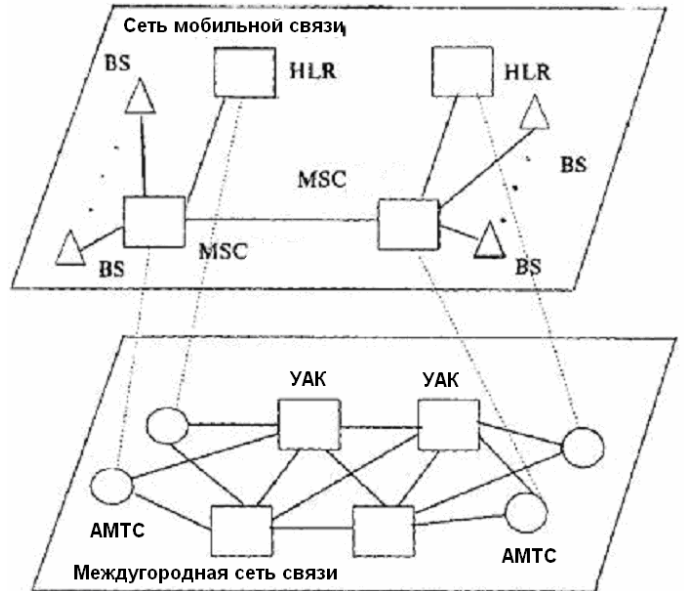 Сеть мобильной связи
BS
HLR
HLR
BS
MSC
MSC
BS
BS
УАК
УАК
АМТС
АМТС
Междугородная сеть связи